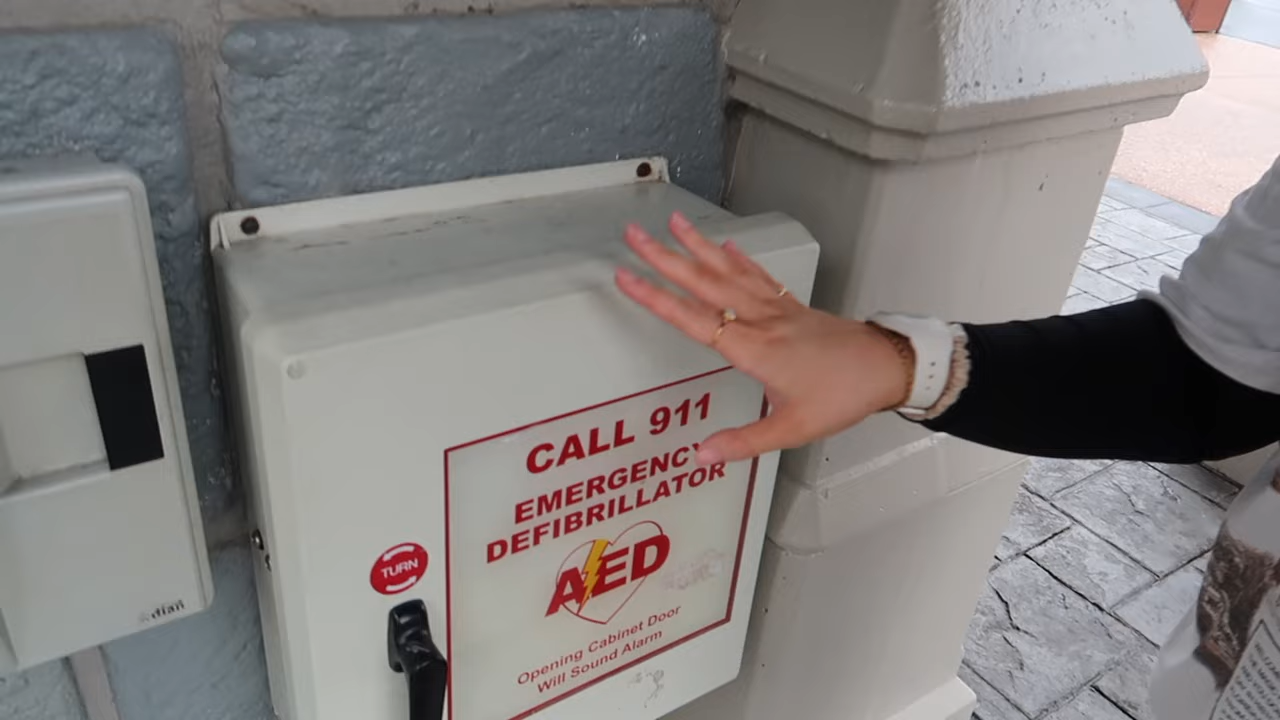 CALL 911
EMERGENCY
DEFIBRILLATOR
AED
TURN
Opening Cabinet Door
Will Sound Alarm